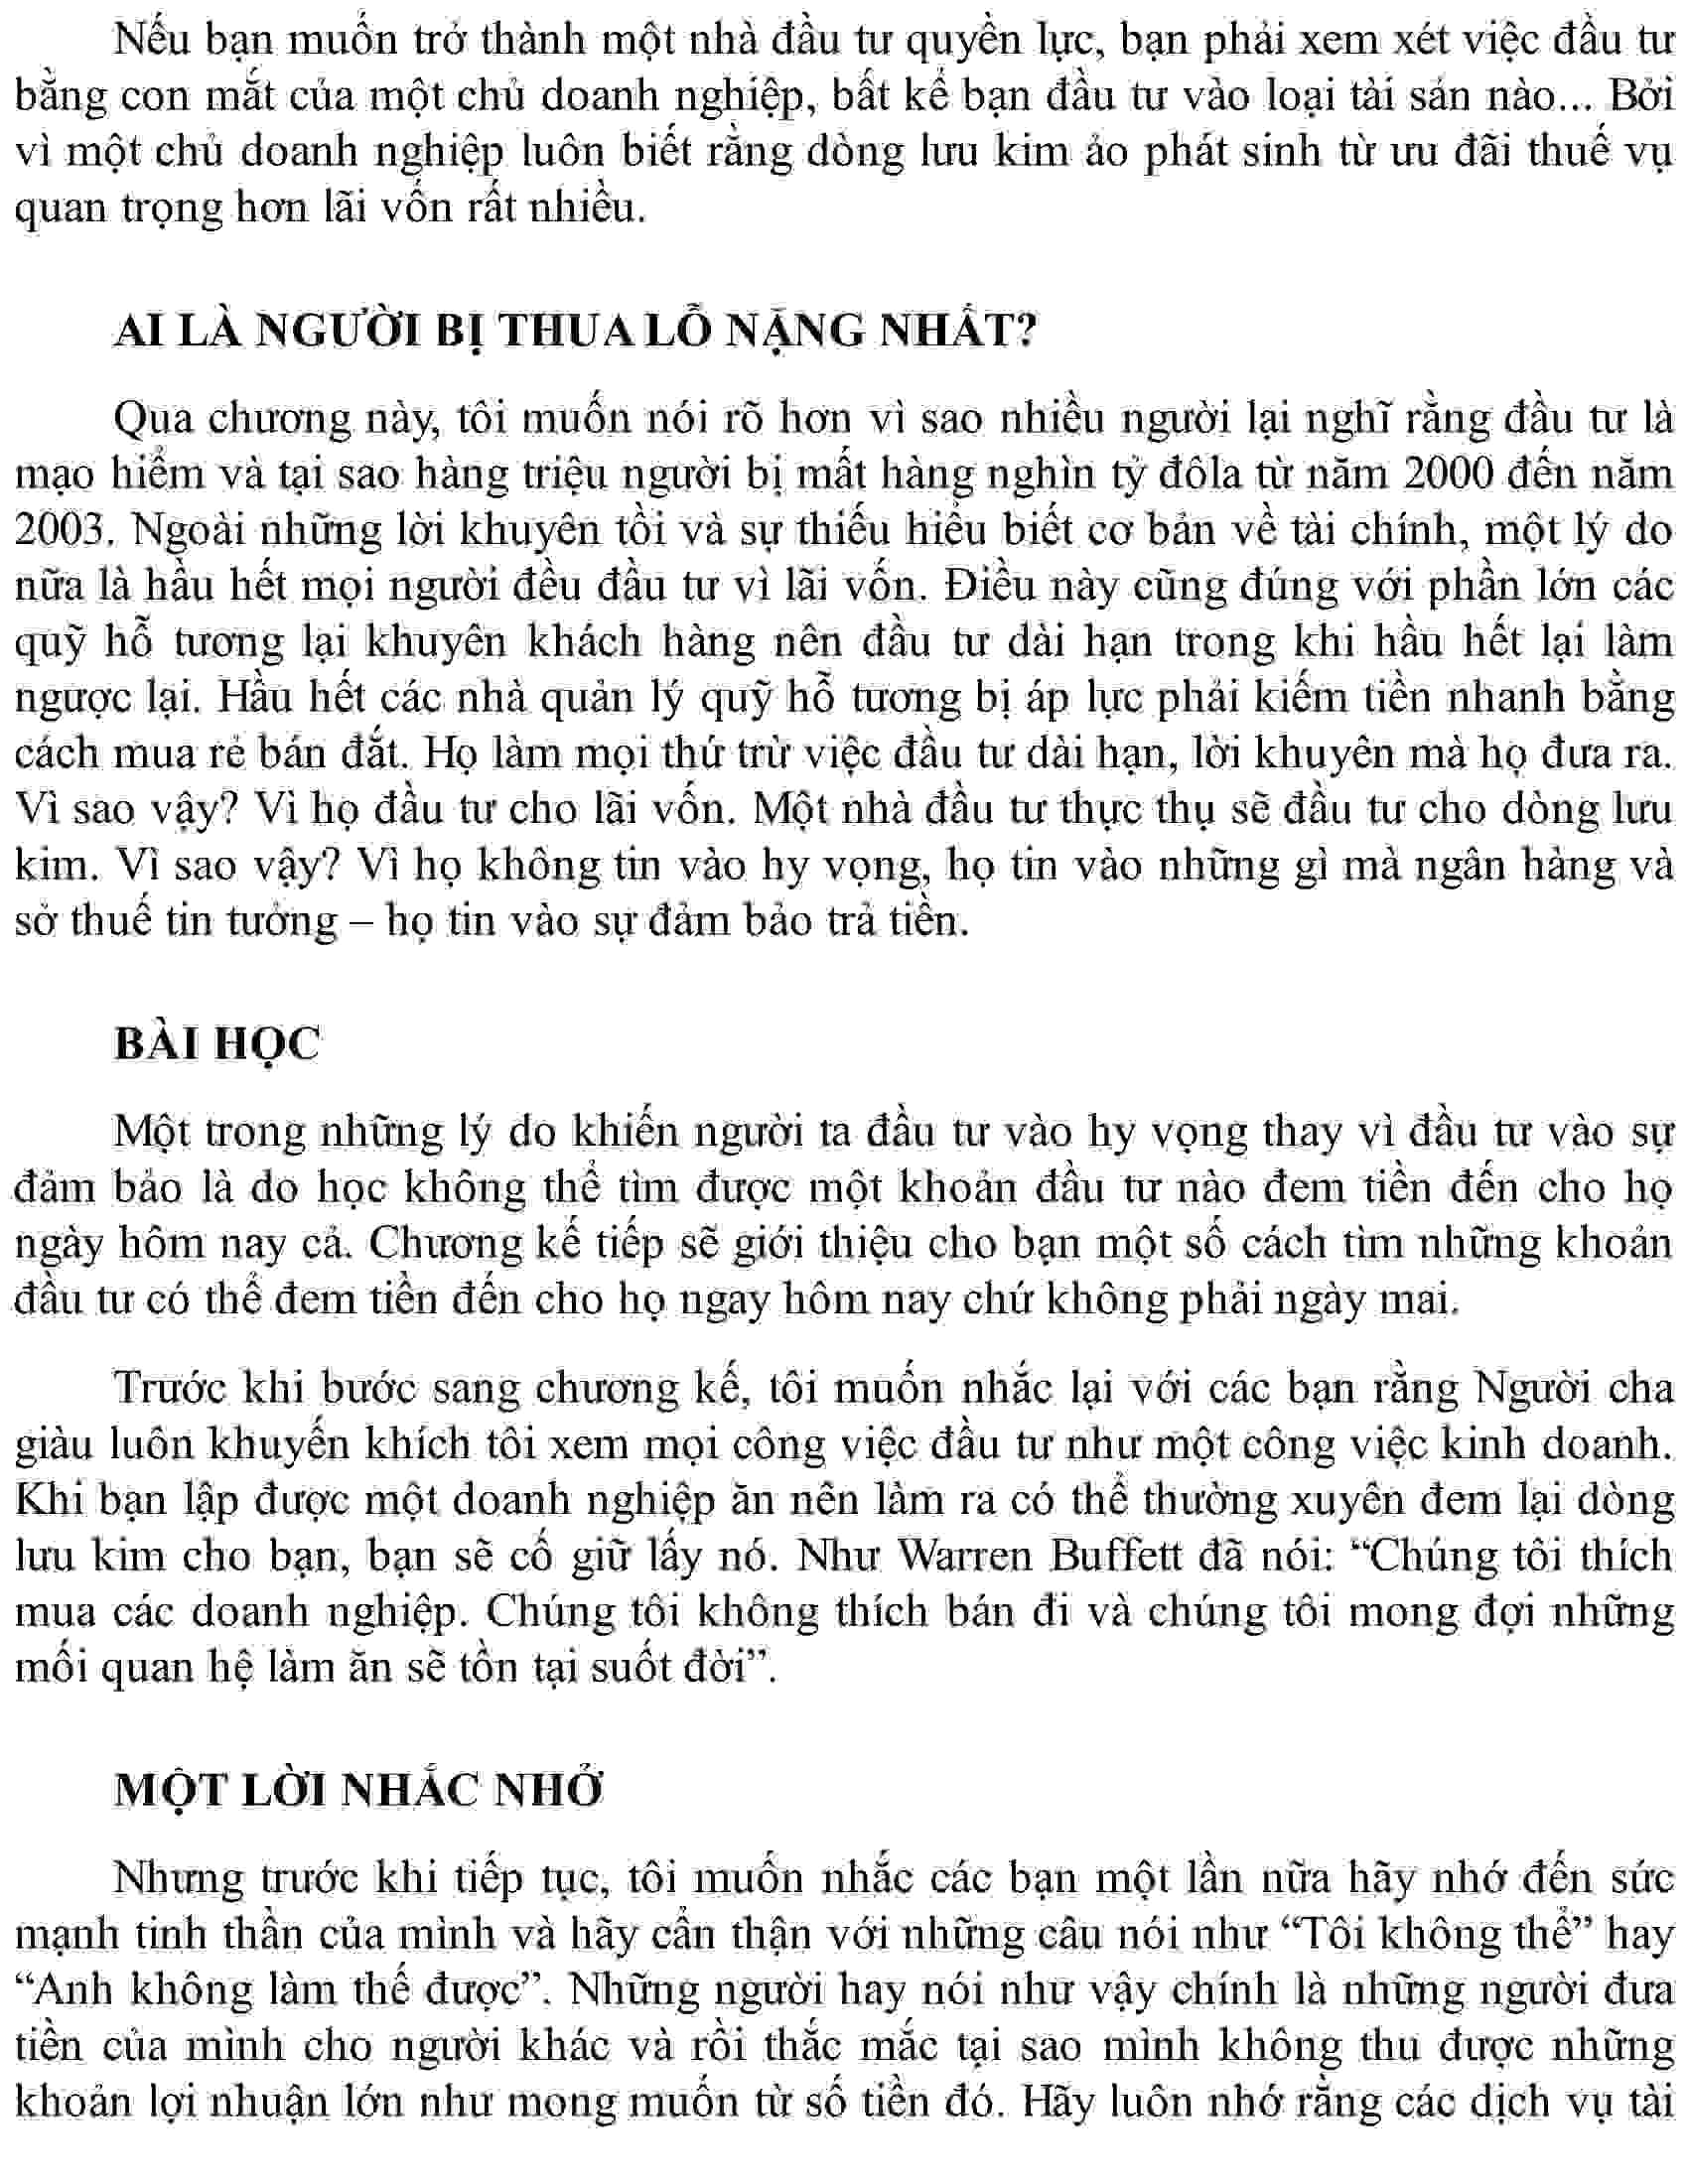 Nếu bạn muốn trở thành một nhà đầu tư quyền lực, bạn phải xem xét việc đầu tư
bằng con mắt của một chủ doanh nghiệp, bất kể bạn đầu tư vào loại tài sản nào... Bởi
vì một chủ doanh nghiệp luôn biết rằng dòng lưu kim ảo phát sinh từ ưu đãi thuế vụ
quan trọng hơn lãi vốn rất nhiều.
AI LÀ NGƯỜI BỊ THUA LỖ NẶNG NHẤT?
Qua chương này, tôi muốn nói rõ hơn vì sao nhiều người lại nghĩ rằng đầu tư là
mạo hiểm và tại sao hàng triệu người bị mất hàng nghìn tỷ đôla từ năm 2000 đến năm
2003. Ngoài những lời khuyên tồi và sự thiếu hiểu biết cơ bản về tài chính, một lý do
nữa là hầu hết mọi người đều đầu tư vì lãi vốn. Điều này cũng đúng với phần lớn các
quỹ hỗ tương lại khuyên khách hàng nên đầu tư dài hạn trong khi hầu hết lại làm
ngược lại. Hầu hết các nhà quản lý quỹ hỗ tương bị áp lực phải kiếm tiền nhanh bằng
cách mua rẻ bán đắt. Họ làm mọi thứ trừ việc đầu tư dài hạn, lời khuyên mà họ đưa ra.
Vì sao vậy? Vì họ đầu tư cho lãi vốn. Một nhà đầu tư thực thụ sẽ đầu tư cho dòng lưu
kim. Vì sao vậy? Vì họ không tin vào hy vọng, họ tin vào những gì mà ngân hàng và
sở thuế tin tưởng – họ tin vào sự đảm bảo trả tiền.
BÀI HỌC
Một trong những lý do khiến người ta đầu tư vào hy vọng thay vì đầu tư vào sự
đảm bảo là do học không thể tìm được một khoản đầu tư nào đem tiền đến cho họ
ngày hôm nay cả. Chương kế tiếp sẽ giới thiệu cho bạn một số cách tìm những khoản
đầu tư có thể đem tiền đến cho họ ngay hôm nay chứ không phải ngày mai.
Trước khi bước sang chương kế, tôi muốn nhắc lại với các bạn rằng Người cha
giàu luôn khuyến khích tôi xem mọi công việc đầu tư như một công việc kinh doanh.
Khi bạn lập được một doanh nghiệp ăn nên làm ra có thể thường xuyên đem lại dòng
lưu kim cho bạn, bạn sẽ cố giữ lấy nó. Như Warren Buffett đã nói: “Chúng tôi thích
mua các doanh nghiệp. Chúng tôi không thích bán đi và chúng tôi mong đợi những
mối quan hệ làm ăn sẽ tồn tại suốt đời”.
MỘT LỜI NHẮC NHỞ
Nhưng trước khi tiếp tục, tôi muốn nhắc các bạn một lần nữa hãy nhớ đến sức
mạnh tinh thần của mình và hãy cẩn thận với những câu nói như “Tôi không thể” hay
“Anh không làm thế được”. Những người hay nói như vậy chính là những người đưa
tiền của mình cho người khác và rồi thắc mắc tại sao mình không thu được những
khoản lợi nhuận lớn như mong muốn từ số tiền đó. Hãy luôn nhớ rằng các dịch vụ tài